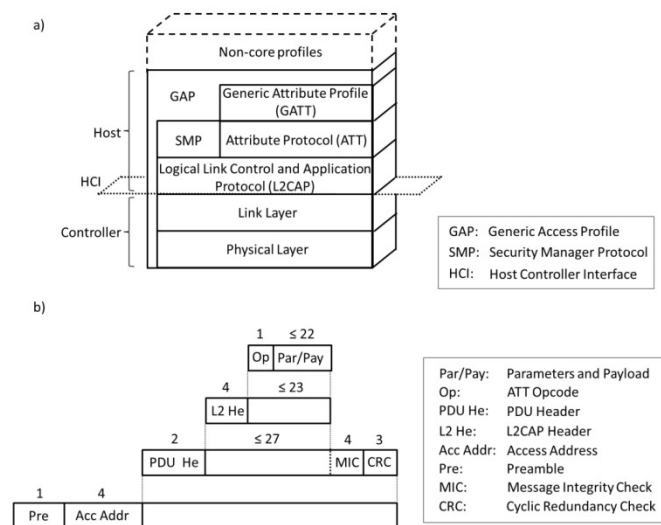 a)
Non-core profiles
GAP
Generic Attribute Profile
(GATT)
Host
SMP
Attribute Protocol (ATT)
Logical Link Control and Application
Protocol (L2CAP)
HCI
Link Layer
Controller
Physical Layer
GAP: Generic Access Profile
SMP: Security Manager Protocol
HCI: Host Controller Interface
b)
1 ≤ 22
Op Par/Pay
4 ≤ 23
L2 He
2 ≤ 27 4 3
PDU He MIC CRC
1 4
Pre Acc Addr
Par/Pay: Parameters and Payload
Op: ATT Opcode
PDU He: PDU Header
L2 He: L2CAP Header
Acc Addr: Access Address
Pre: Preamble
MIC: Message Integrity Check
CRC: Cyclic Redundancy Check